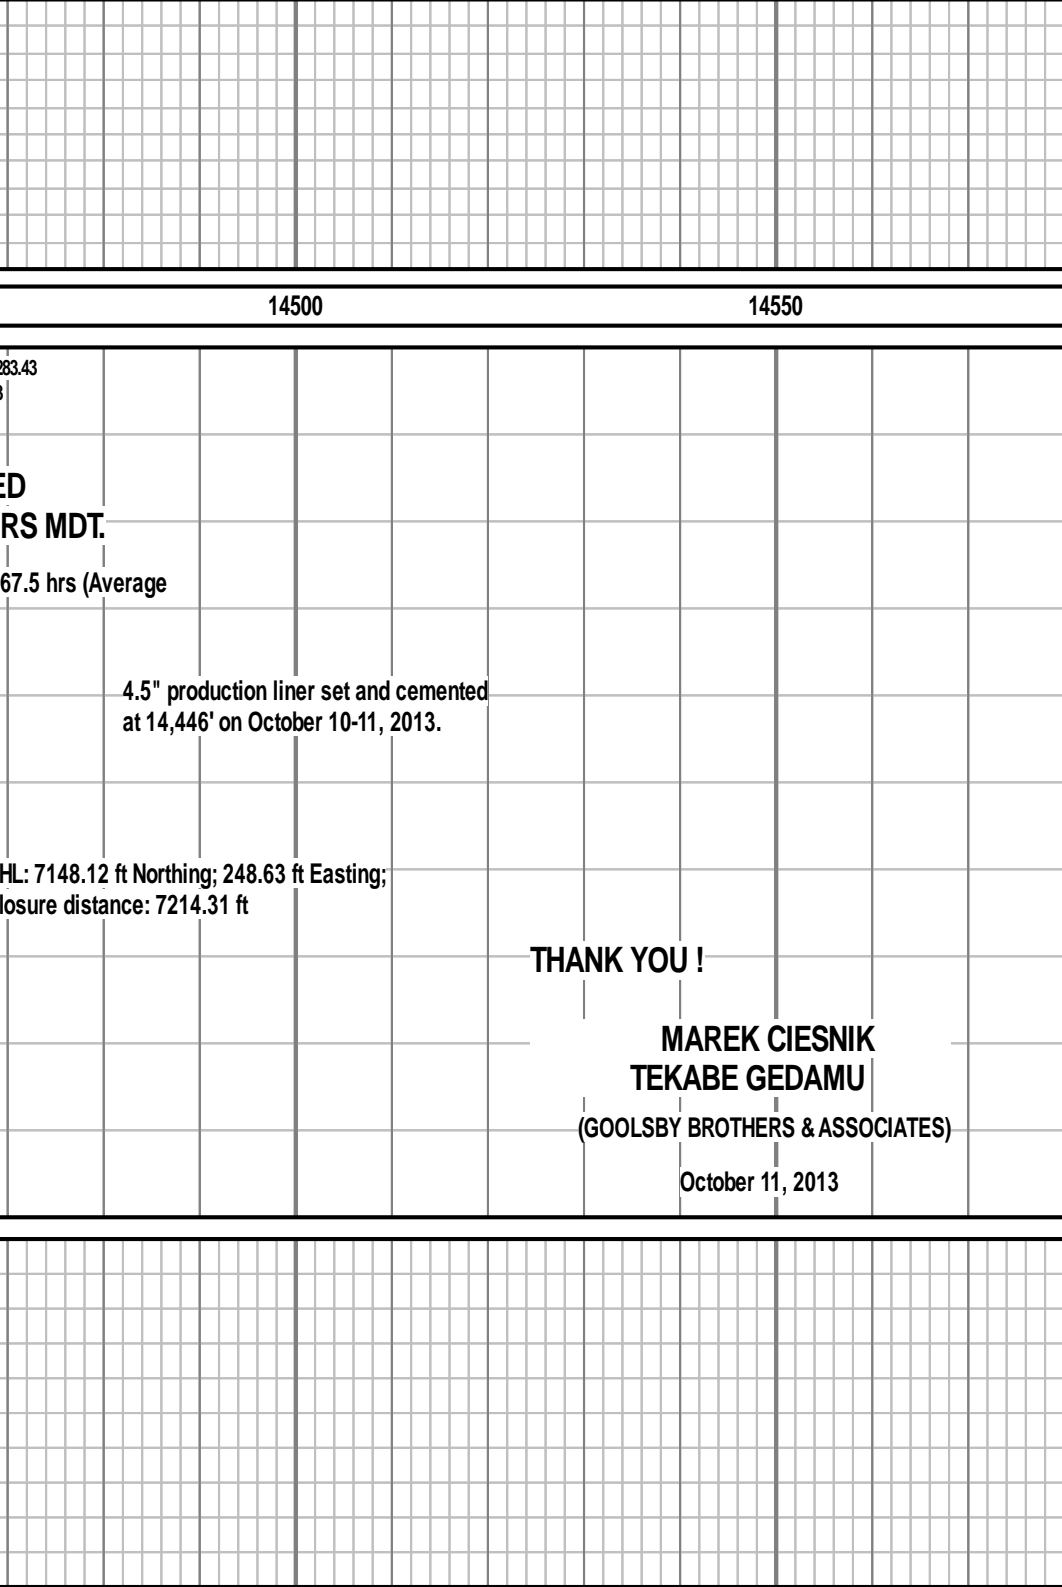 14500 14550
283.43
3
ED
RS MDT.
67.5 hrs (Average
4.5" production liner set and cemented
at 14,446' on October 10-11, 2013.
HL: 7148.12 ft Northing; 248.63 ft Easting;
losure distance: 7214.31 ft
THANK YOU !
MAREK CIESNIK
TEKABE GEDAMU
(GOOLSBY BROTHERS & ASSOCIATES)
October 11, 2013